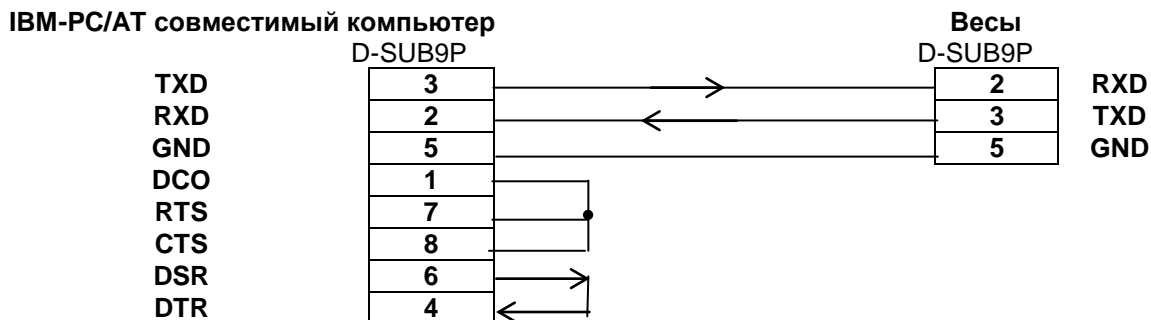 IBM-PC/AT совместимый компьютер Весы
D-SUB9P D-SUB9P
TXD 3 2 RXD
RXD 2 3 TXD
GND 5 5 GND
DCO 1
RTS 7
CTS 8
DSR 6
DTR 4